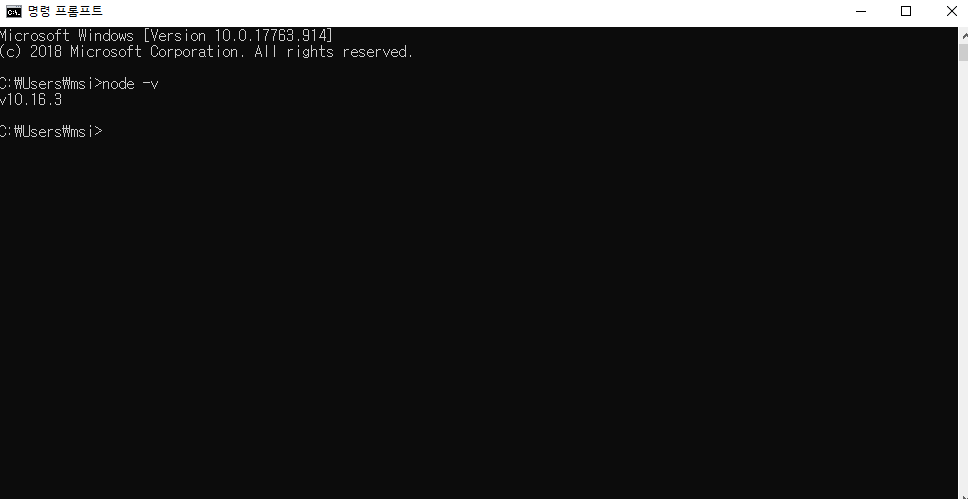 명령 프롬프트
Microsoft Windows [Version 10.0.17763.914]
(c) 2018 Microsoft Corporation. All rights reserved.
C:₩Users₩msi>node -v
v10.16.3
C:₩Users₩msi>